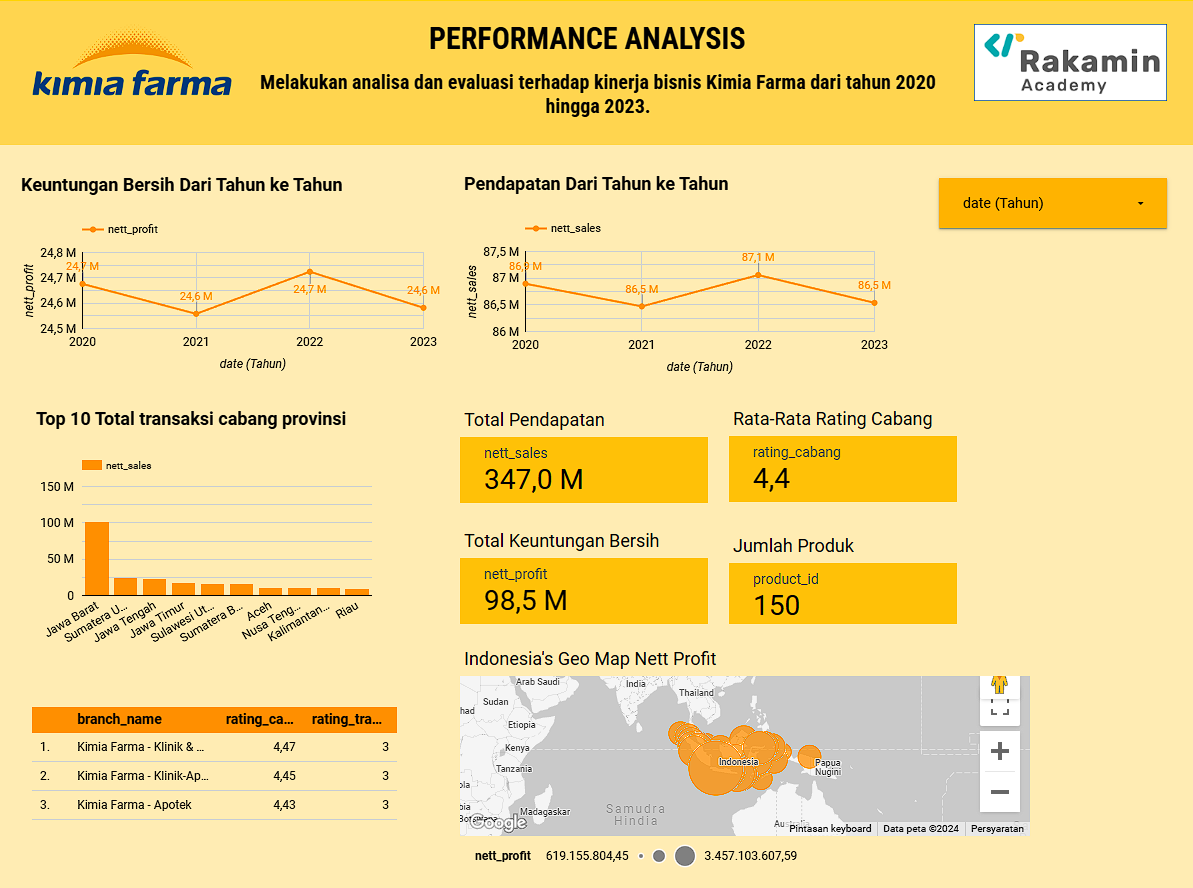 kimia farma
PERFORMANCE ANALYSIS
Melakukan analisa dan evaluasi terhadap kinerja bisnis Kimia Farma dari tahun 2020
hingga 2023.
Rakamin
Academy
Keuntungan Bersih Dari Tahun ke Tahun
nett_profit
24,8 M
24,7 M
24,6 M
24,5 M
nett_profit
24,7 M
24,6 M
24,7 M
24,6 M
2020 2021 2022 2023
date (Tahun)
Pendapatan Dari Tahun ke Tahun
nett_sales
87,5 M
87 M
86,5 M
86 M
nett_sales
86,9 M
86,5 M
87,1 M
86,5 M
2020 2021 2022 2023
date (Tahun)
date (Tahun)
Top 10 Total transaksi cabang provinsi
nett_sales
150 M
100 M
50 M
0
Jawa Barat
Sumatera U...
Jawa Tengah
Jawa Timur
Sulawesi Ut...
Sumatera B...
Aceh
Nusa Teng...
Kalimantan...
Riau
Total Pendapatan
nett_sales
347,0 M
Rata-Rata Rating Cabang
rating_cabang
4,4
Total Keuntungan Bersih
nett_profit
98,5 M
Jumlah Produk
product_id
150
branch_name rating_ca... rating_tra...
1. Kimia Farma - Klinik & ... 4,47 3
2. Kimia Farma - Klinik-Ap... 4,45 3
3. Kimia Farma - Apotek 4,43 3
Indonesia's Geo Map Nett Profit
Arab Saudi
India
Thailand
Sudan
had
Etiopia
Kenya
Tanzania
Indonesia
Papua
Nugini
ola
bia
Madagaskar
Samudra
Hindia
Google
Pintasan keyboard Data peta ©2024 Persyaratan
nett_profit 619.155.804,45 3.457.103.607,59